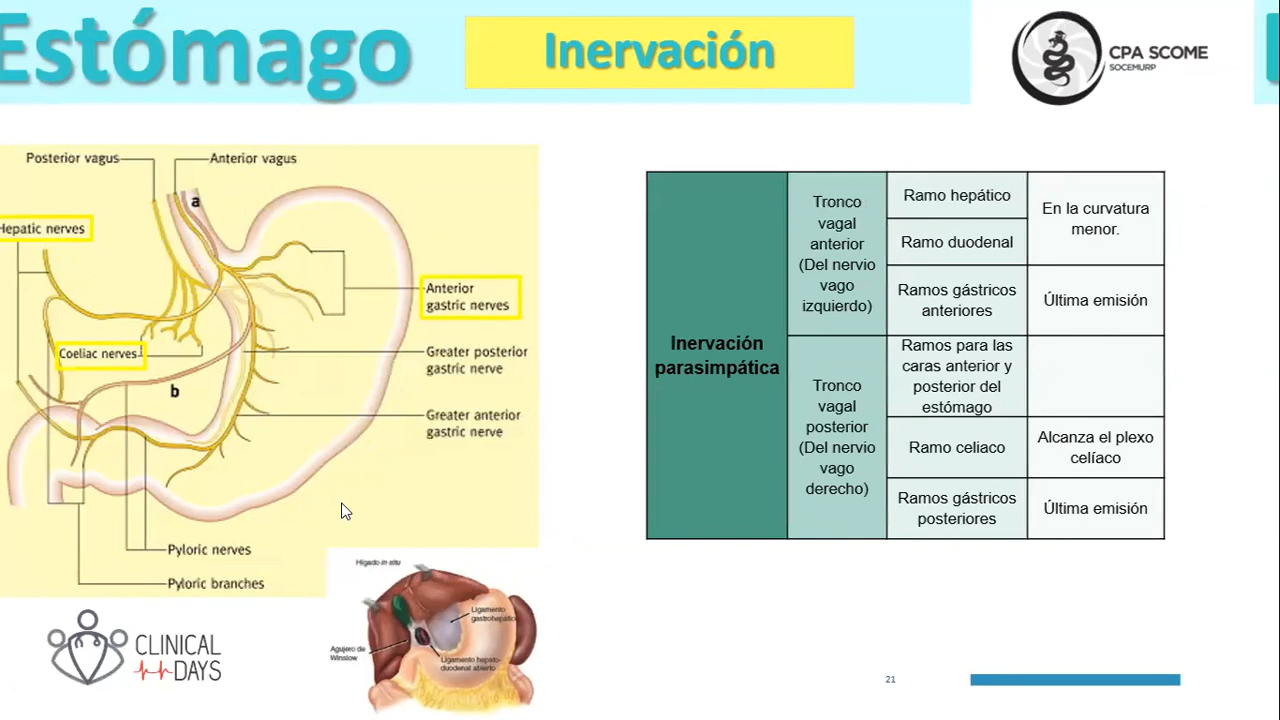 Estómago
Inervación
CPA SCOME
SOCEMURP
Posterior vagus
Anterior vagus
a
Hepatic nerves
Anterior
gastric nerves
Coeliac nerves
Greater posterior
gastric nerve
b
Greater anterior
gastric nerve
Pyloric nerves
Pyloric branches
Inervación
parasimpática
Tronco
vagal
anterior
(Del nervio
vago
izquierdo)
Ramo hepático
En la curvatura
menor.
Ramo duodenal
Ramos gástricos
anteriores
Última emisión
Tronco
vagal
posterior
(Del nervio
vago
derecho)
Ramos para las
caras anterior y
posterior del
estómago
Ramo celiaco
Alcanza el plexo
celíaco
Ramos gástricos
posteriores
Última emisión
Hígado in situ
Ligamento
gastrohepático
Agujero de
Winslow
Ligamento hepato-
duodenal abierto
CLINICAL
DAYS
21